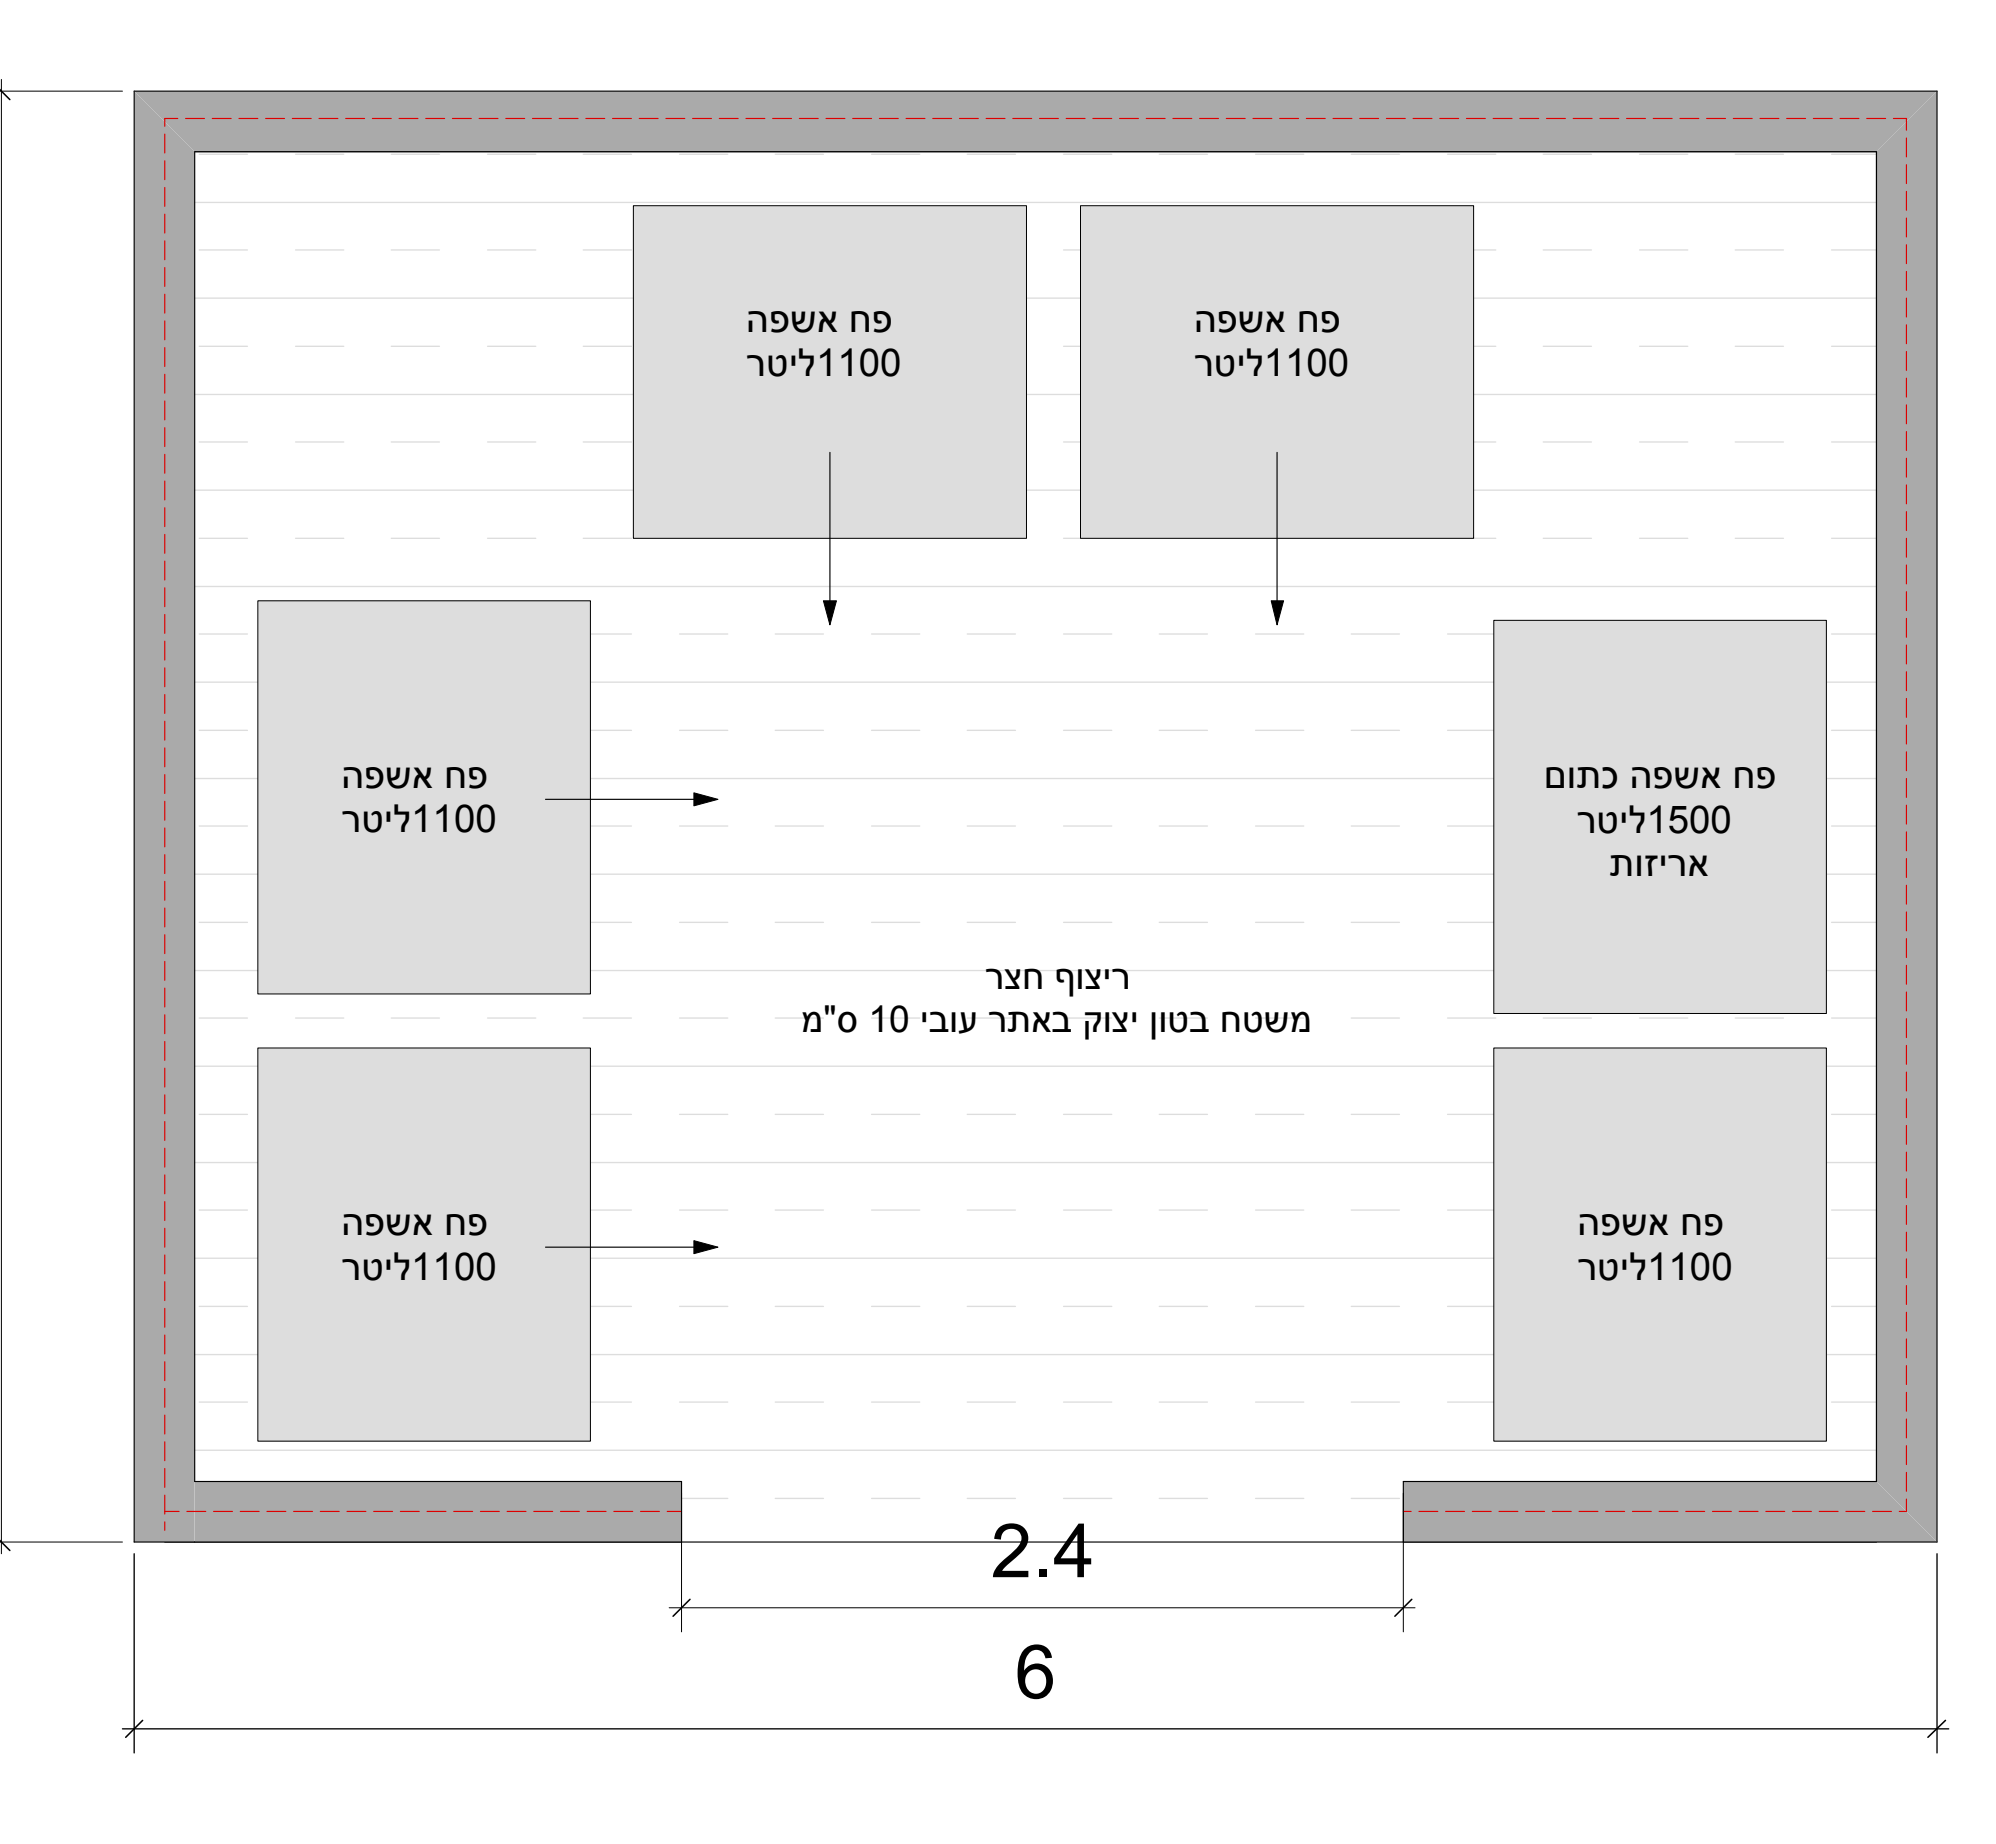 פח אשפה
1100ליטר
פח אשפה
1100ליטר
פח אשפה
1100ליטר
פח אשפה כתום
1500ליטר
אריזות
ריצוף חצר
משטח בטון יצוק באתר עובי 10 ס"מ
פח אשפה
1100ליטר
פח אשפה
1100ליטר
2.4
6